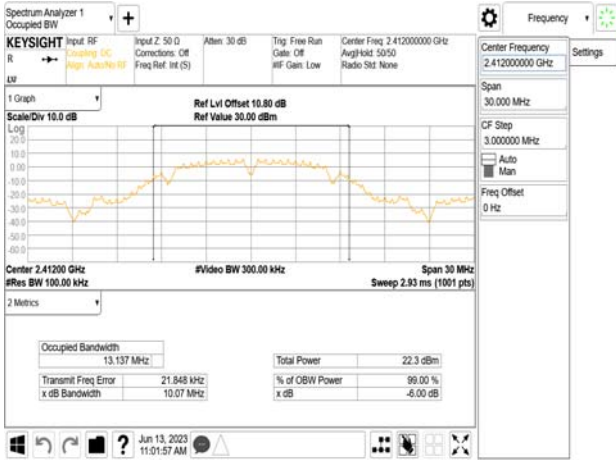 Spectrum Analyzer 1
Occupied BW
+
Frequency
KEYSIGHT
R
Input: RF
Coupling: DC
Align: Auto/No RF
Input Z: 50 Ω
Corrections: Off
Freq Ref: Int (S)
Atten: 30 dB
Trig: Free Run
Gate: Off
#IF Gain: Low
Center Freq: 2.412000000 GHz
Avg|Hold: 50/50
Radio Std: None
Center Frequency
2.412000000 GHz
Settings
Span
30.000 MHz
CF Step
3.000000 MHz
Auto
Man
Freq Offset
0 Hz
1 Graph
Scale/Div 10.0 dB
Ref Lvl Offset 10.80 dB
Ref Value 30.00 dBm
Log
20.0
10.0
0.00
-10.0
-20.0
-30.0
-40.0
-50.0
-60.0
Center 2.41200 GHz
#Res BW 100.00 kHz
#Video BW 300.00 kHz
Span 30 MHz
Sweep 2.93 ms (1001 pts)
2 Metrics
Occupied Bandwidth
13.137 MHz
Total Power 22.3 dBm
Transmit Freq Error 21.848 kHz
% of OBW Power 99.00 %
x dB Bandwidth 10.07 MHz
x dB -6.00 dB
?
Jun 13, 2023
11:01:57 AM